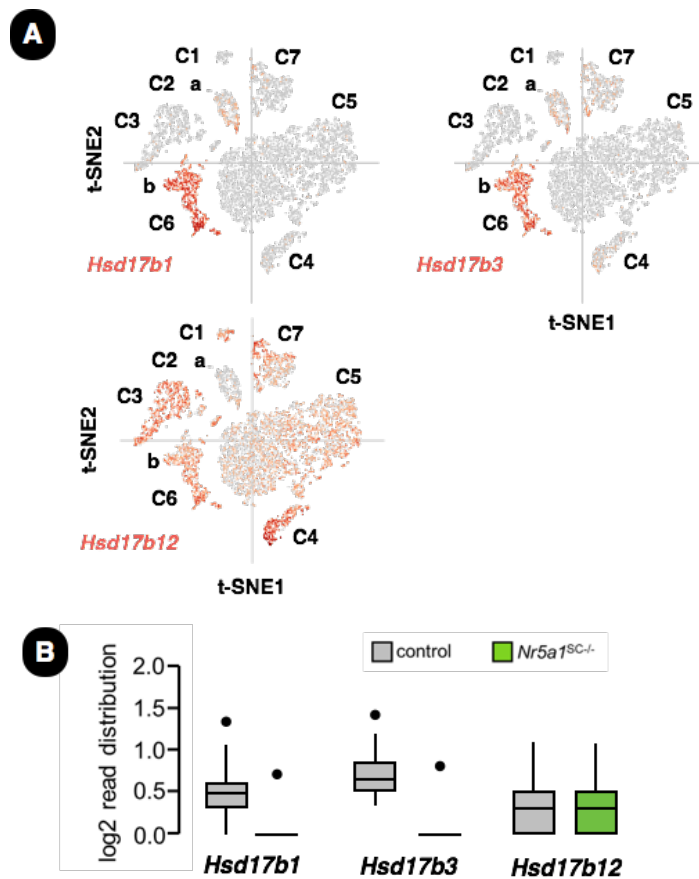 A
C1
C7
C2 a
C5
C3
t-SNE2
b
C6
C4
Hsd17b1
C1
C7
C2 a
C5
C3
t-SNE2
b
C6
C4
Hsd17b3
t-SNE1
C1
C7
C2 a
C5
C3
t-SNE2
b
C6
C4
Hsd17b12
t-SNE1
B
control
Nr5a1SC-/-
log2 read distribution
2.0
1.5
1.0
0.5
0.0
Hsd17b1
Hsd17b3
Hsd17b12